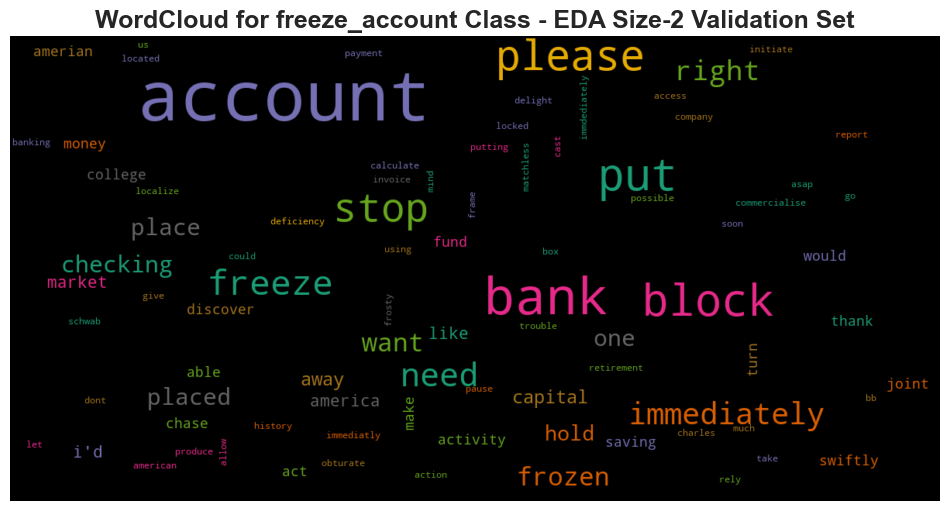 WordCloud for freeze_account Class - EDA Size-2 Validation Set
amerian
us
located
payment
please
initiate
right
account
immdediately
access
delight
company
locked
report
banking
money
putting
cast
matchless
calculate
college
invoice
mind
put
asap
localize
possible
go
frame
commercialise
stop
deficiency
soon
place
fund
using
box
could
would
checking
market
freeze
give
bank
block
discover
frosty
schwab
trouble
thank
like
one
want
turn
able
need
retirement
away
pause
joint
placed
capital
bb
dont
america
make
immediately
chase
history
hold
charles
much
immediatly
activity
saving
let
i'd
produce
allow
american
obturate
act
action
frozen
take
swiftly
rely